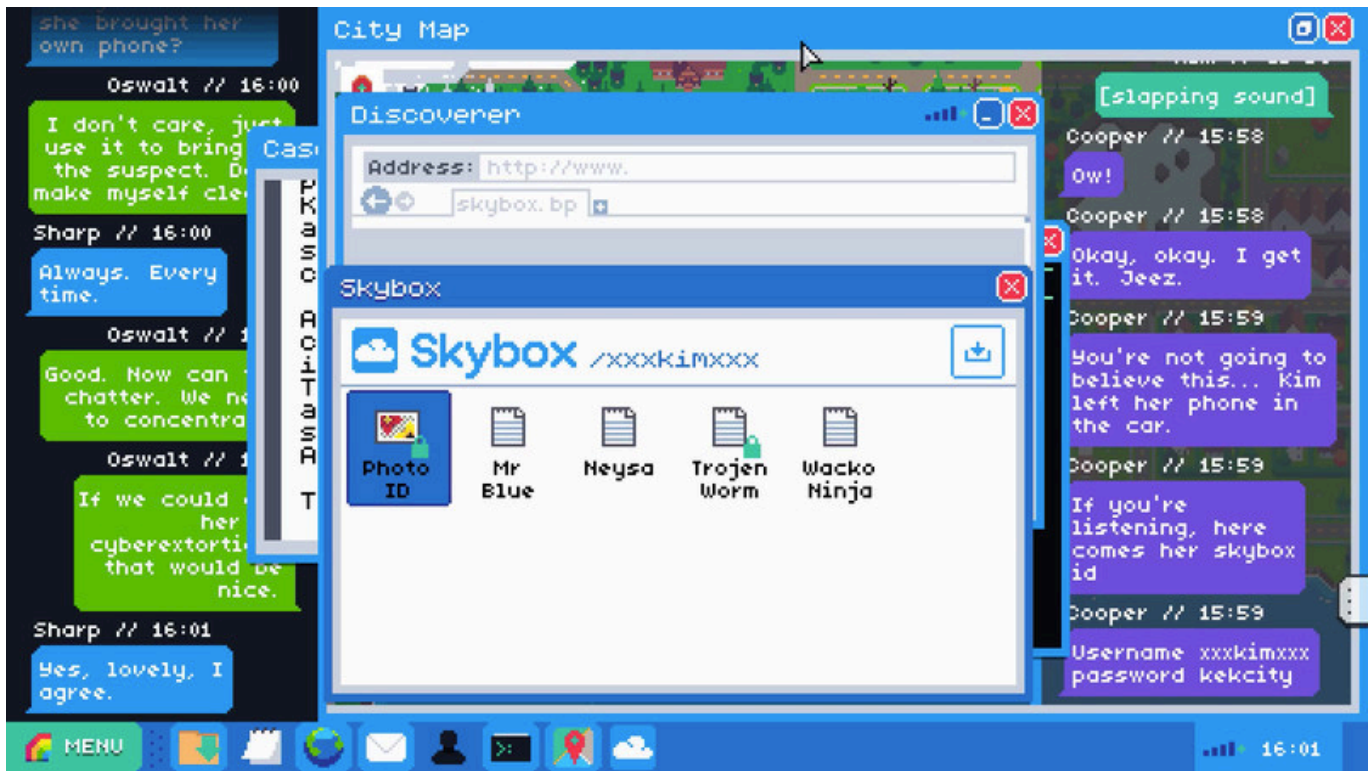 she brought her
own phone?
Oswalt // 16:00
I don't care, just
use it to bring
the suspect. D
make myself cle
Sharp // 16:00
Always. Every
time.
Oswalt // 1
Good. Now can
chatter. We ne
to concentra
Oswalt // 1
If we could
her
cyberextorti
that would be
nice.
Sharp // 16:01
Yes, lovely, I
agree.
City Map
Discoverer
Address: http://www.
skybox.bp
Cas
Skybox
Skybox /xxxkimxxx
Photo
ID
Mr
Blue
Neysa
Trojen
Worm
Wacko
Ninja
[slapping sound]
Cooper // 15:58
Ow!
Cooper // 15:58
Okay, okay. I get
it. Jeez.
Cooper // 15:59
You're not going to
believe this... Kim
left her phone in
the car.
Cooper // 15:59
If you're
listening, here
comes her skybox
id
Cooper // 15:59
Username xxxkimxxx
password kekcity
MENU
16:01